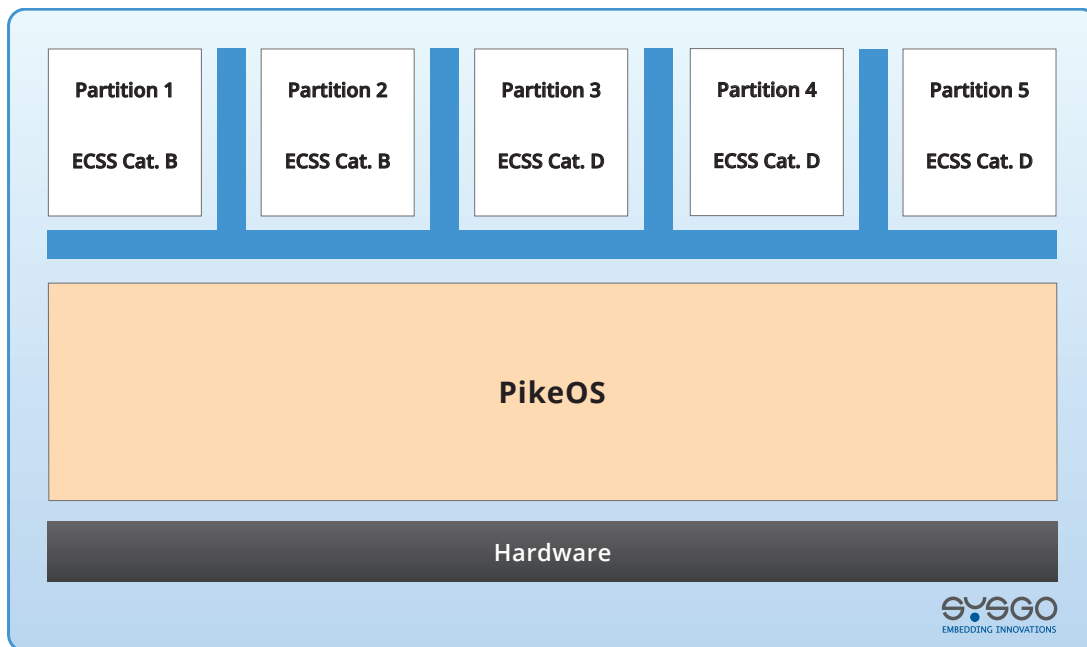 Partition 1
Partition 2
Partition 3
Partition 4
Partition 5
ECSS Cat. B
ECSS Cat. B
ECSS Cat. D
ECSS Cat. D
ECSS Cat. D
PikeOS
Hardware
SYSGO
EMBEDDING INNOVATIONS